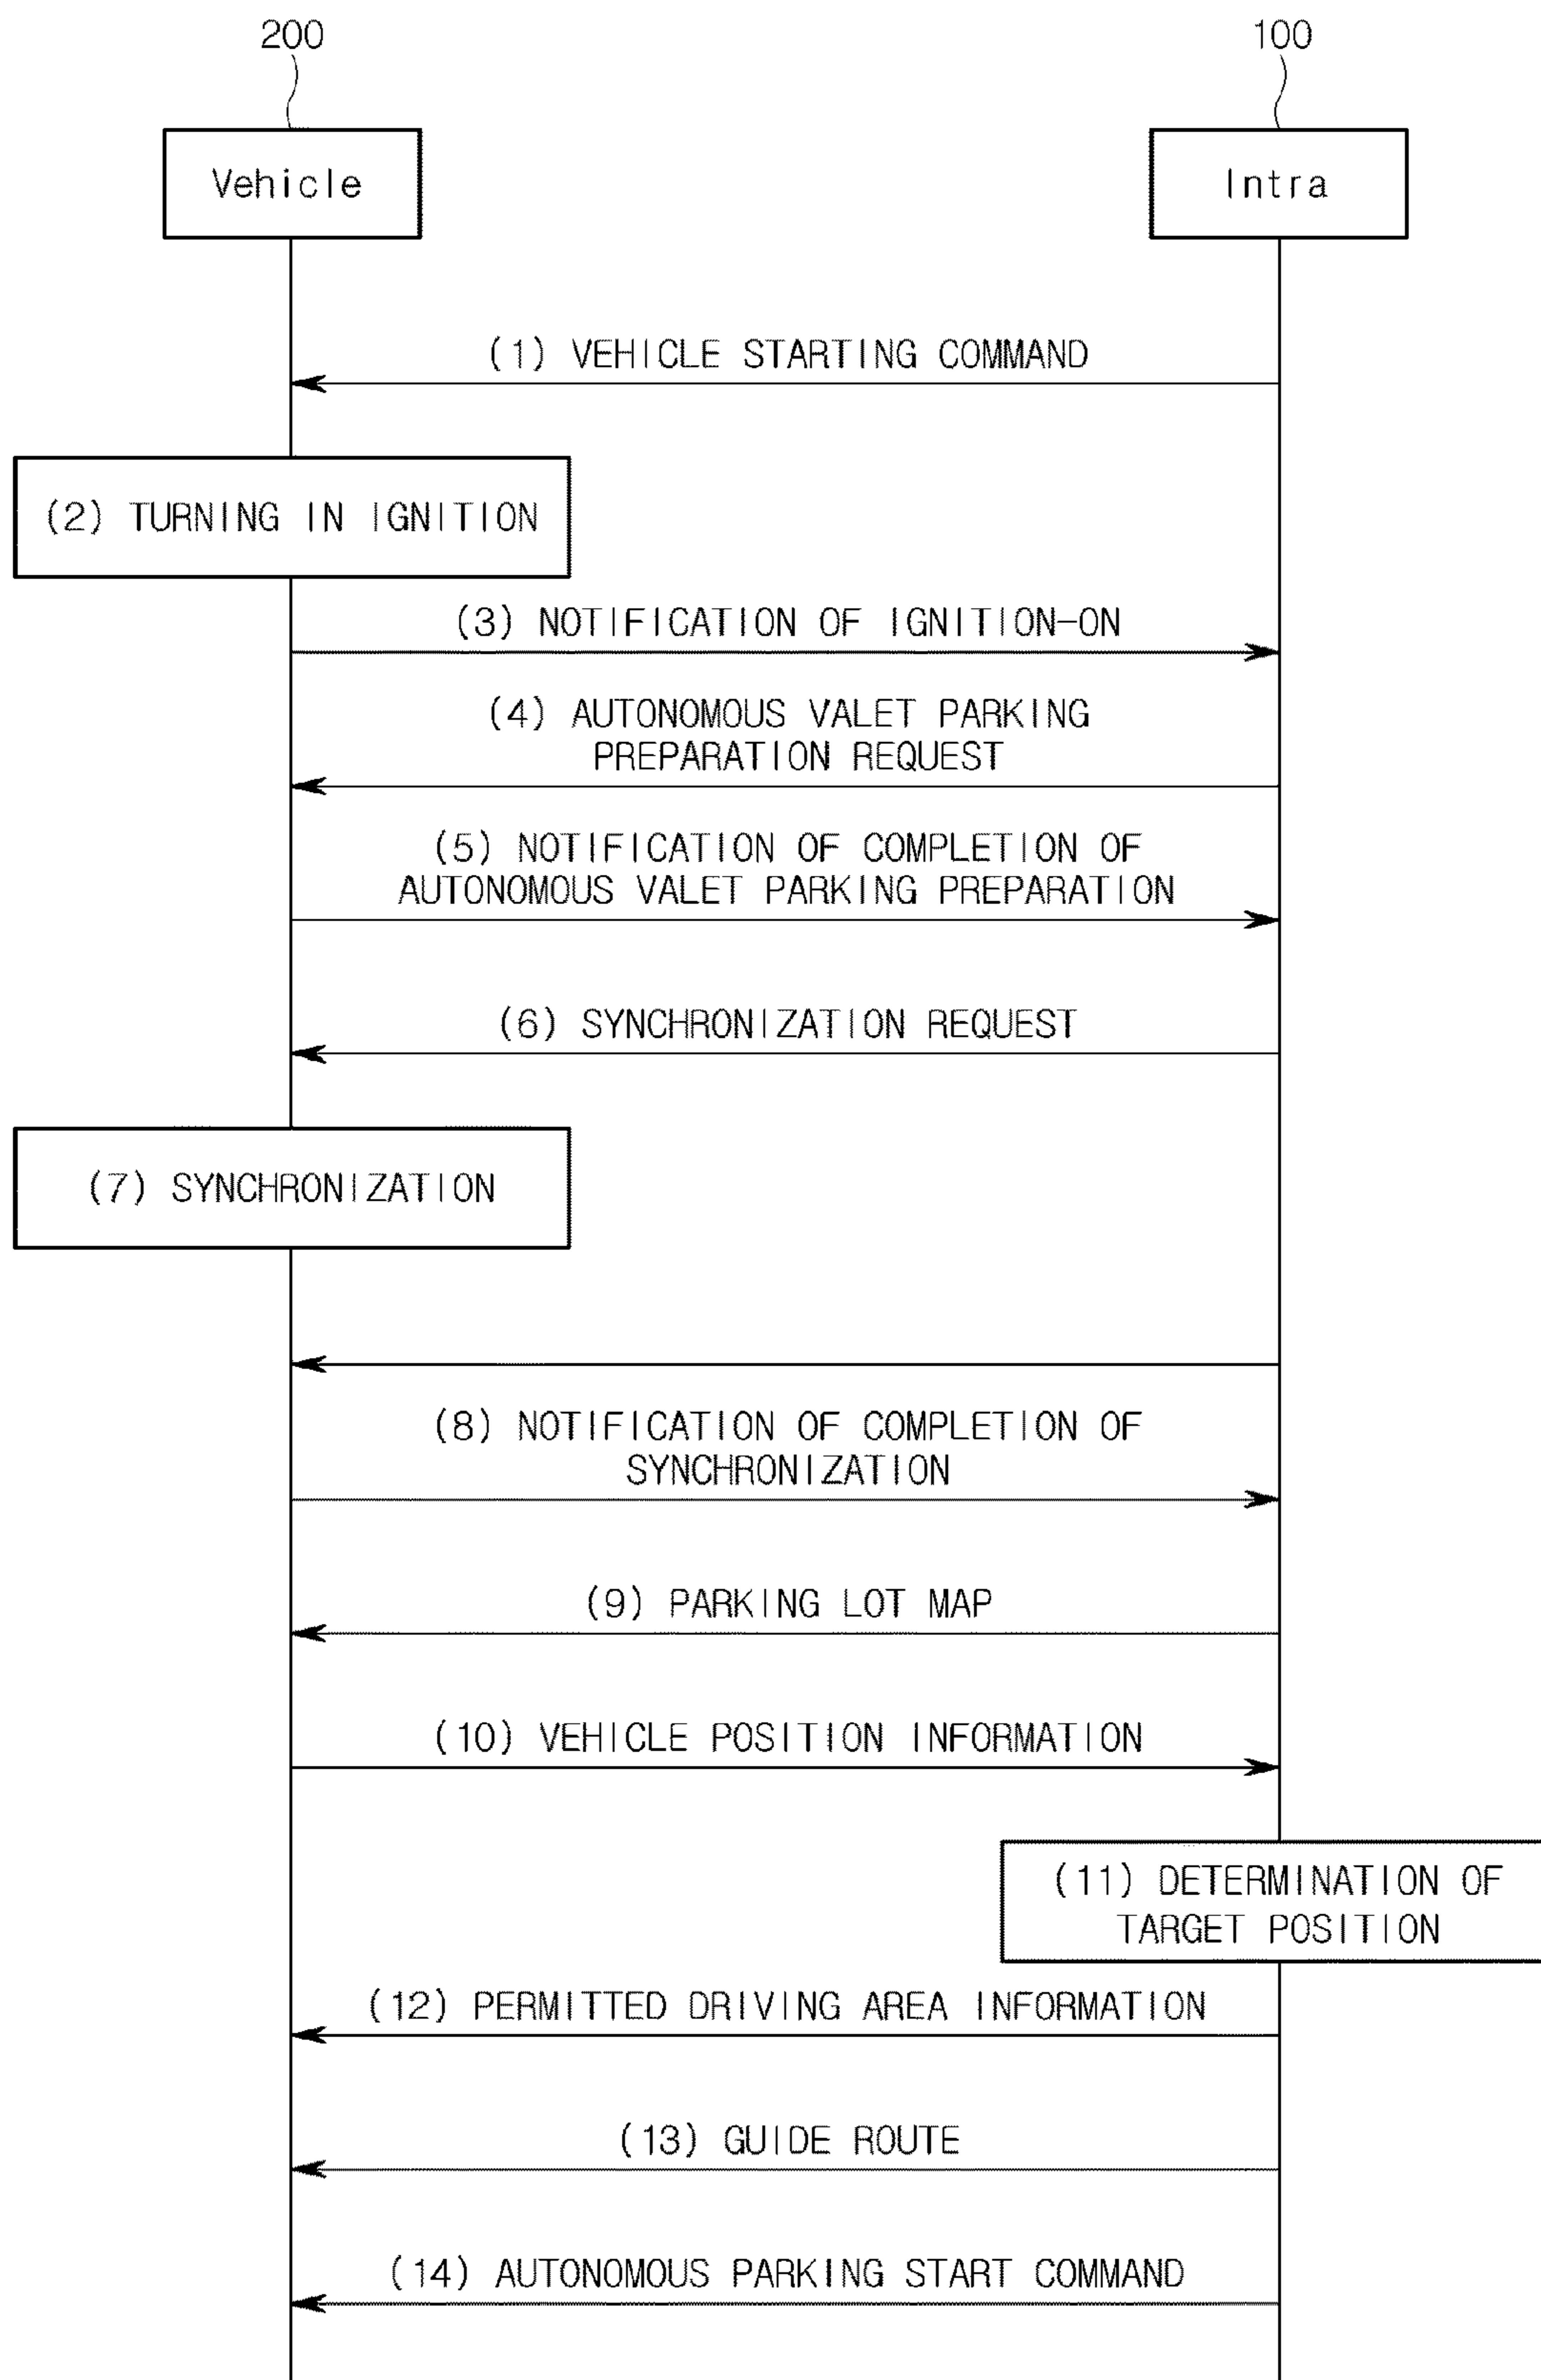 200
100
Vehicle
Intra
(1) VEHICLE STARTING COMMAND
(2) TURNING IN IGNITION
(3) NOTIFICATION OF IGNITION-ON
(4) AUTONOMOUS VALET PARKING
PREPARATION REQUEST
(5) NOTIFICATION OF COMPLETION OF
AUTONOMOUS VALET PARKING PREPARATION
(6) SYNCHRONIZATION REQUEST
(7) SYNCHRONIZATION
(8) NOTIFICATION OF COMPLETION OF
SYNCHRONIZATION
(9) PARKING LOT MAP
(10) VEHICLE POSITION INFORMATION
(11) DETERMINATION OF
TARGET POSITION
(12) PERMITTED DRIVING AREA INFORMATION
(13) GUIDE ROUTE
(14) AUTONOMOUS PARKING START COMMAND